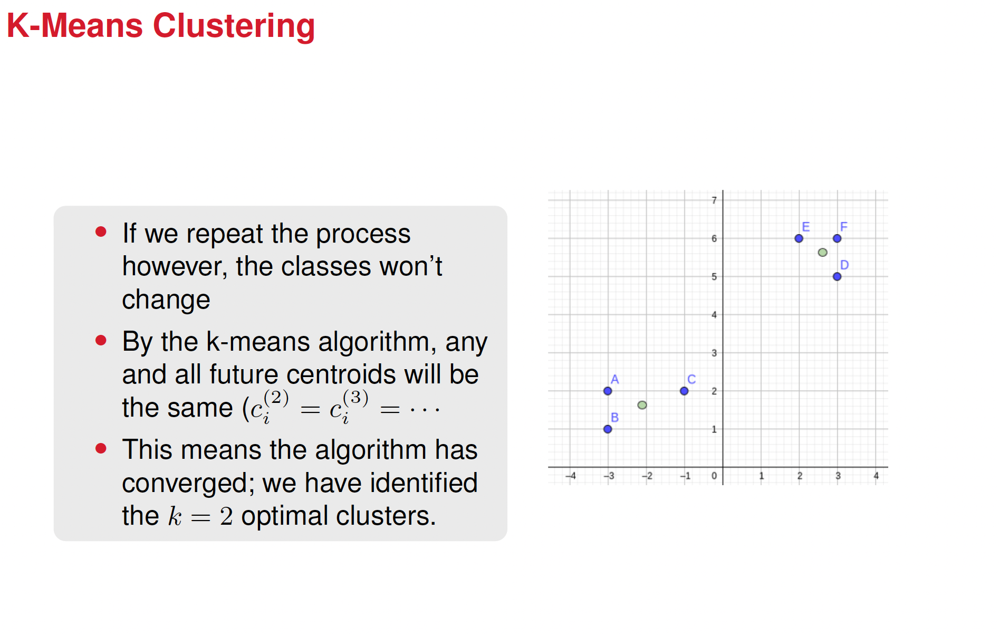 K-Means Clustering
• If we repeat the process
however, the classes won't
change
• By the k-means algorithm, any
and all future centroids will be
the same (c_i^{(2)} = c_i^{(3)} = ···
• This means the algorithm has
converged; we have identified
the k = 2 optimal clusters.
7
E F
6
D
5
4
3
A C
2
B
1
–4 –3 –2 –1 0 1 2 3 4